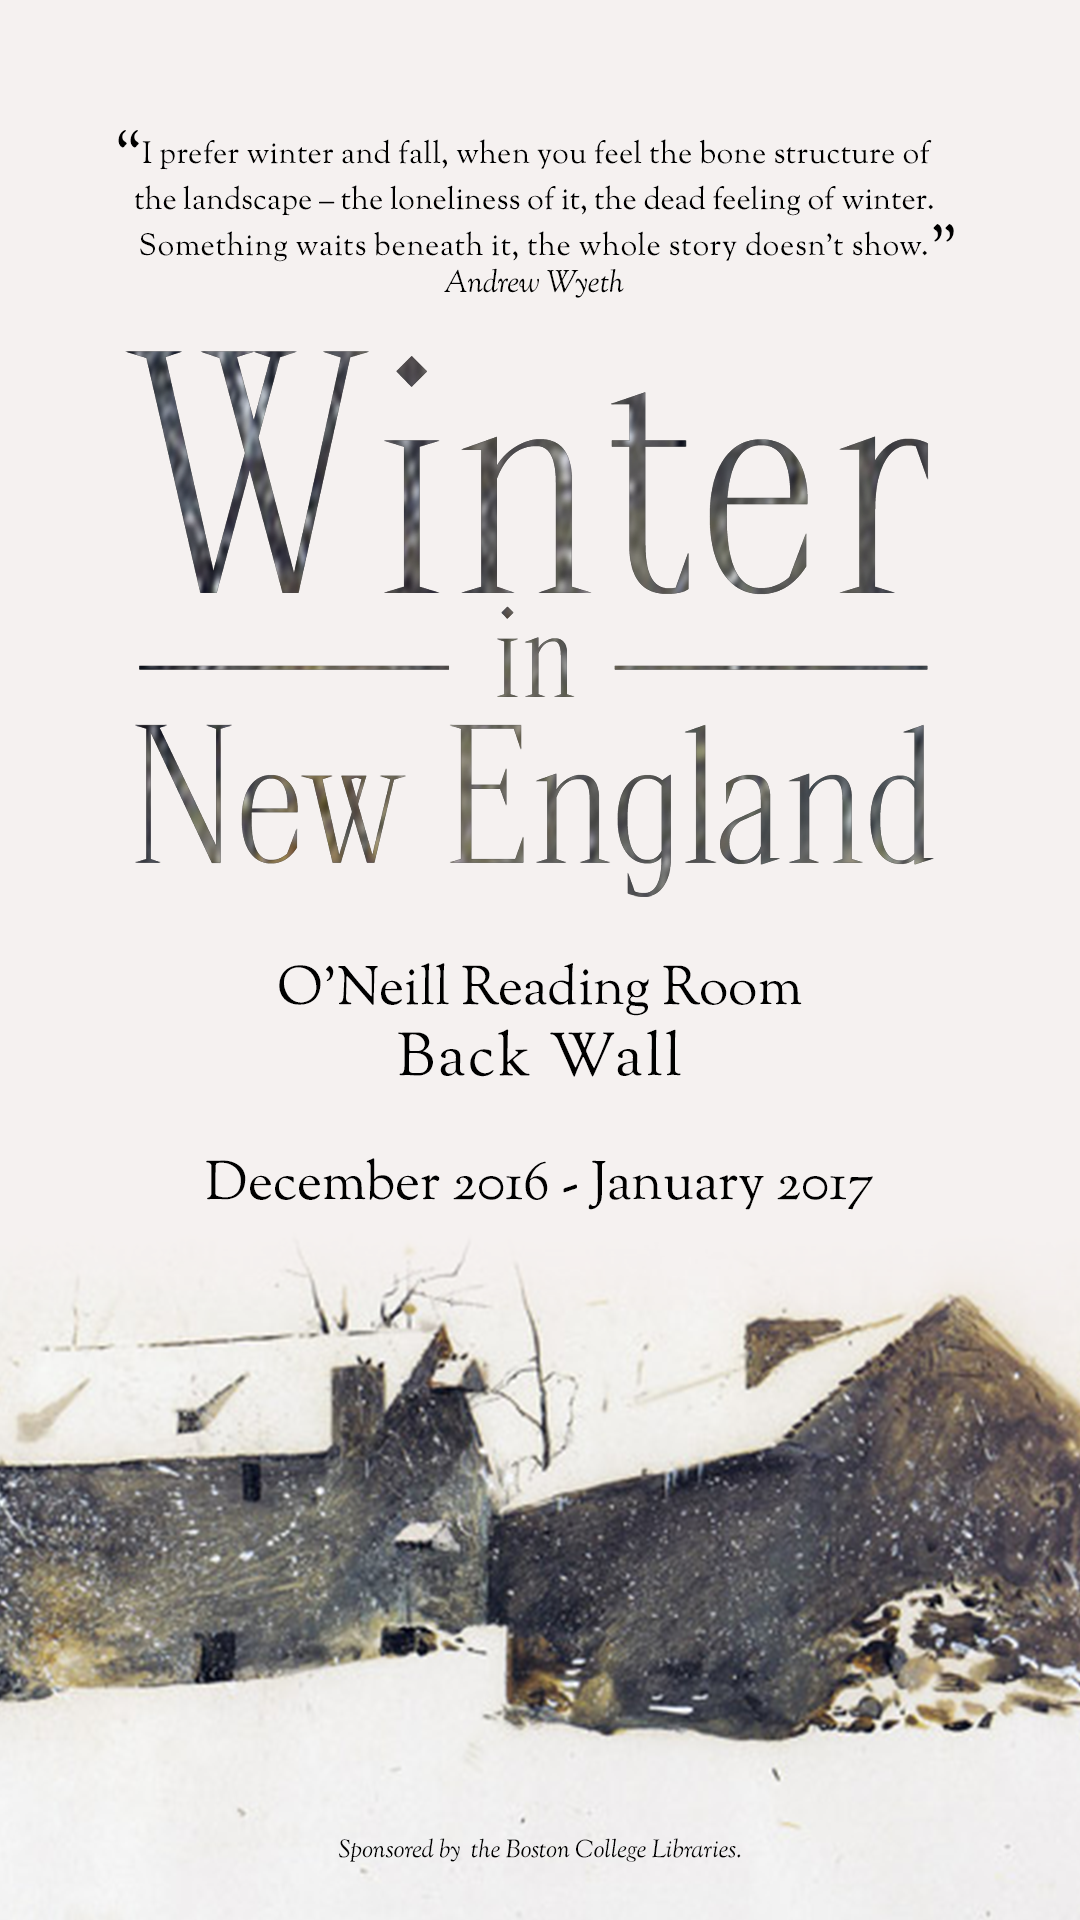 “I prefer winter and fall, when you feel the bone structure of
the landscape – the loneliness of it, the dead feeling of winter.
Something waits beneath it, the whole story doesn’t show.”
Andrew Wyeth
Winter
in
New England
O’Neill Reading Room
Back Wall
December 2016 - January 2017
Sponsored by the Boston College Libraries.